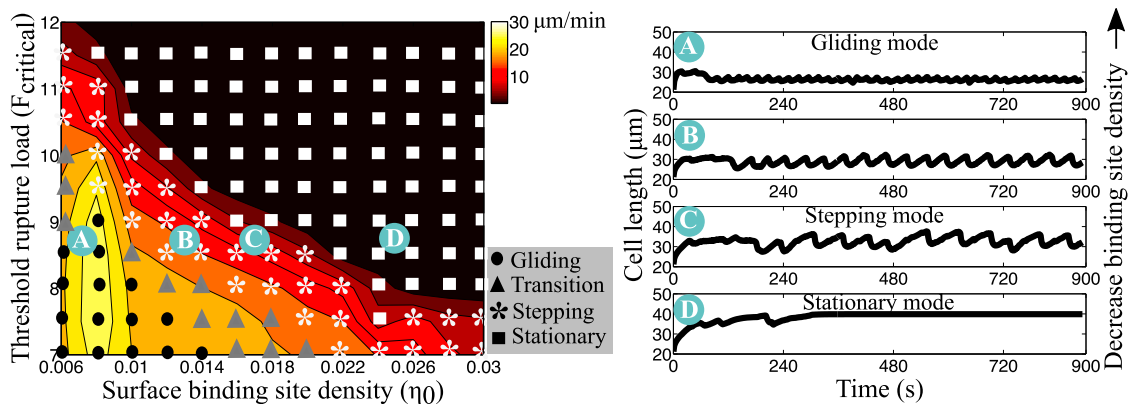 Threshold rupture load (Fcritical)
12
11
10
9
8
7
0.006
0.01
0.014
0.018
0.022
0.026
0.03
Surface binding site density (η0)
30 μm/min
20
10
A
B
C
D
Gliding
Transition
Stepping
Stationary
Cell length (μm)
A
Gliding mode
50
40
30
20
0
240
480
720
900
B
50
40
30
20
0
240
480
720
900
C
Stepping mode
50
40
30
20
0
240
480
720
900
D
Stationary mode
50
40
30
20
0
240
480
720
900
Time (s)
Decrease binding site density